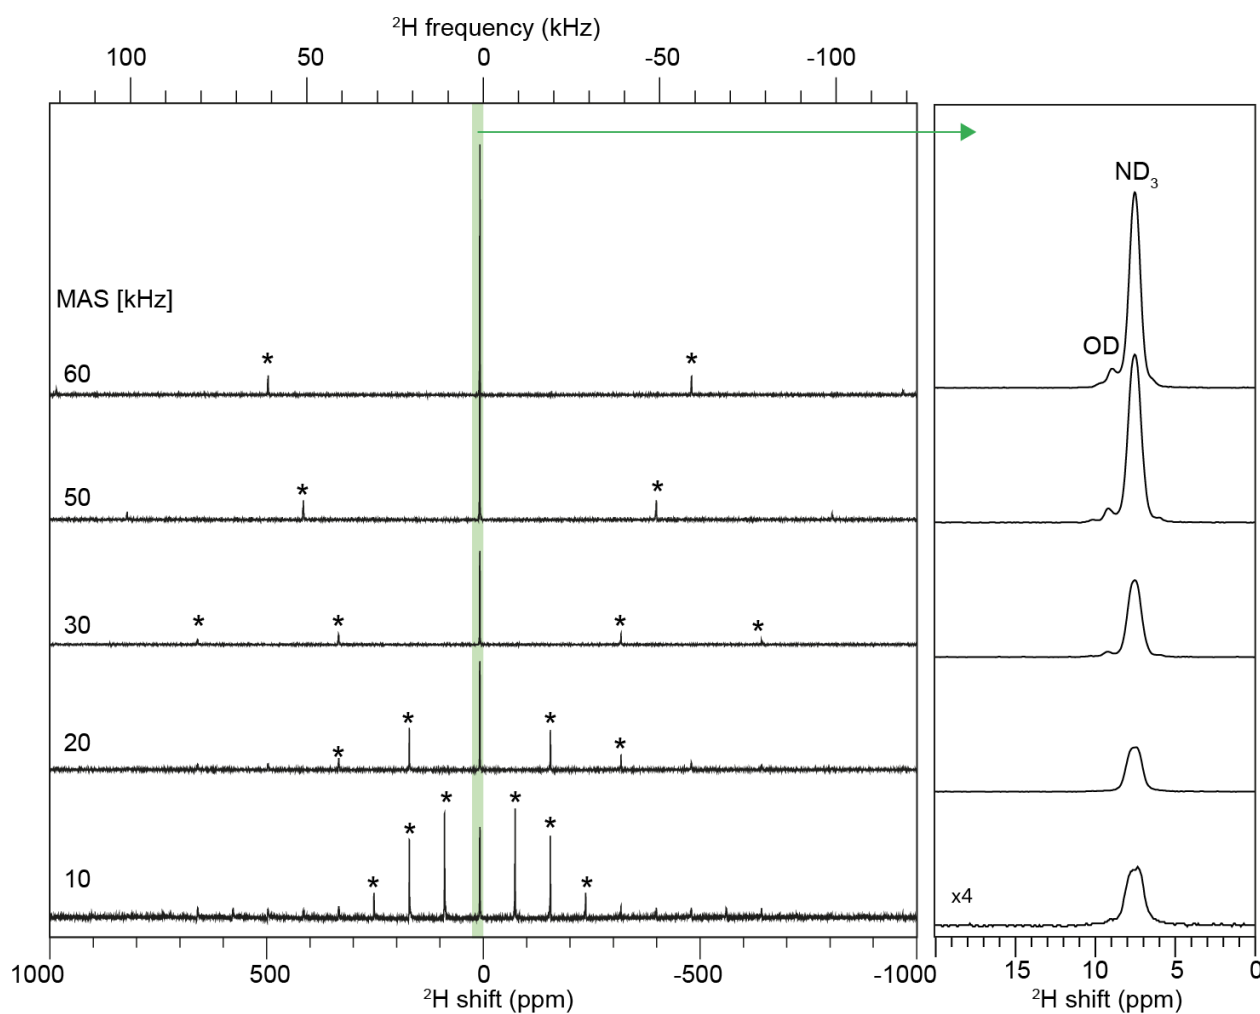 ²H frequency (kHz)
100 50 0 -50 -100
ND₃
MAS [kHz]
OD
* *
60
* *
50
* * * *
30
* * * *
20
* * * * * *
10
x4
1000 500 0 -500 -1000
15 10 5 0
²H shift (ppm) ²H shift (ppm)